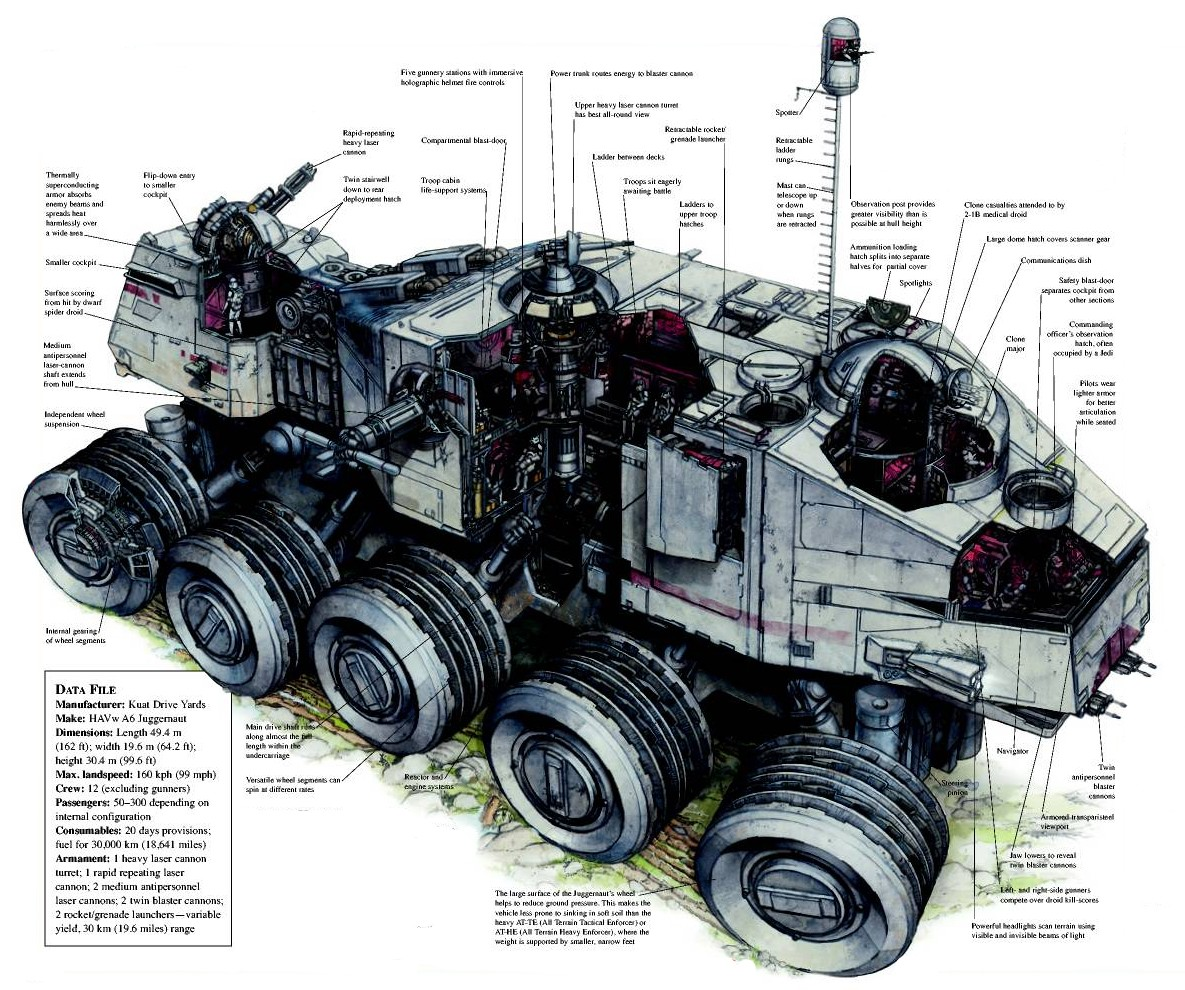 Five gunnery stations with immersive
holographic helmet fire controls
Power trunk routes energy to blaster cannon
Upper heavy laser cannon turret
has best all-round view
Spotter
Rapid-repeating
heavy laser
cannon
Compartmental blast-door
Retractable rocket/
grenade launcher
Retractable
ladder
rungs
Ladder between decks
Thermally
superconducting
armor absorbs
enemy beams and
spreads heat
harmlessly over
a wide area
Flip-down entry
to smaller
cockpit
Twin stairwell
down to rear
deployment hatch
Troop cabin
life-support systems
Troops sit eagerly
awaiting battle
Ladders to
upper troop
hatches
Mast can
telescope up
or down
when rungs
are retracted
Observation post provides
greater visibility than is
possible at hull height
Clone casualties attended to by
2-1B medical droid
Large dome hatch covers scanner gear
Ammunition loading
hatch splits into separate
halves for partial cover
Communications dish
Spotlights
Safety blast-door
separates cockpit from
other sections
Smaller cockpit
Surface scoring
from hit by dwarf
spider droid
Clone
major
Commanding
officer's observation
hatch, often
occupied by a Jedi
Medium
antipersonnel
laser-cannon
shaft extends
from hull
Pilots wear
lighter armor
for better
articulation
while seated
Independent wheel
suspension
Internal gearing
of wheel segments
DATA FILE
Manufacturer: Kuat Drive Yards
Make: HAVw A6 Juggernaut
Dimensions: Length 49.4 m
(162 ft); width 19.6 m (64.2 ft);
height 30.4 m (99.6 ft)
Max. landspeed: 160 kph (99 mph)
Crew: 12 (excluding gunners)
Passengers: 50–300 depending on
internal configuration
Consumables: 20 days provisions;
fuel for 30,000 km (18,641 miles)
Armament: 1 heavy laser cannon
turret; 1 rapid repeating laser
cannon; 2 medium antipersonnel
laser cannons; 2 twin blaster cannons;
2 rocket/grenade launchers—variable
yield, 30 km (19.6 miles) range
Main drive shaft runs
along almost the full
length within the
undercarriage
Versatile wheel segments can
spin at different rates
Reactor and
engine systems
The large surface of the Juggernaut's wheel
helps to reduce ground pressure. This makes the
vehicle less prone to sinking in soft soil than the
heavy AT-TE (All Terrain Tactical Enforcer) or
AT-HE (All Terrain Heavy Enforcer), where the
weight is supported by smaller, narrow feet
Navigator
Steering
pinion
Twin
antipersonnel
blaster
cannons
Armored transparisteel
viewport
Jaw lowers to reveal
twin blaster cannons
Left- and right-side gunners
compete over droid kill-scores
Powerful headlights scan terrain using
visible and invisible beams of light